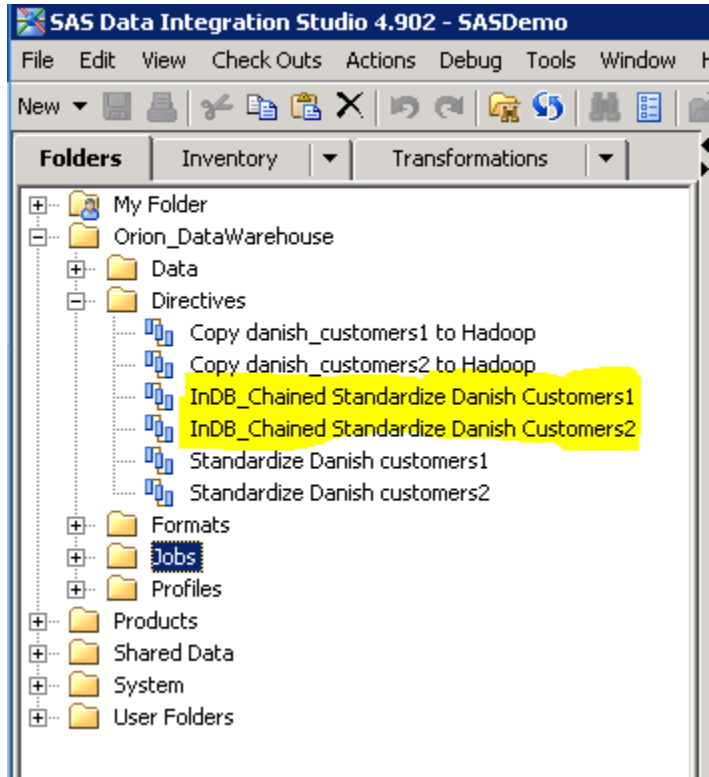 SAS Data Integration Studio 4.902 - SASDemo
File Edit View Check Outs Actions Debug Tools Window
New
Folders Inventory Transformations
My Folder
Orion_DataWarehouse
Data
Directives
Copy danish_customers1 to Hadoop
Copy danish_customers2 to Hadoop
InDB_Chained Standardize Danish Customers1
InDB_Chained Standardize Danish Customers2
Standardize Danish customers1
Standardize Danish customers2
Formats
Jobs
Profiles
Products
Shared Data
System
User Folders